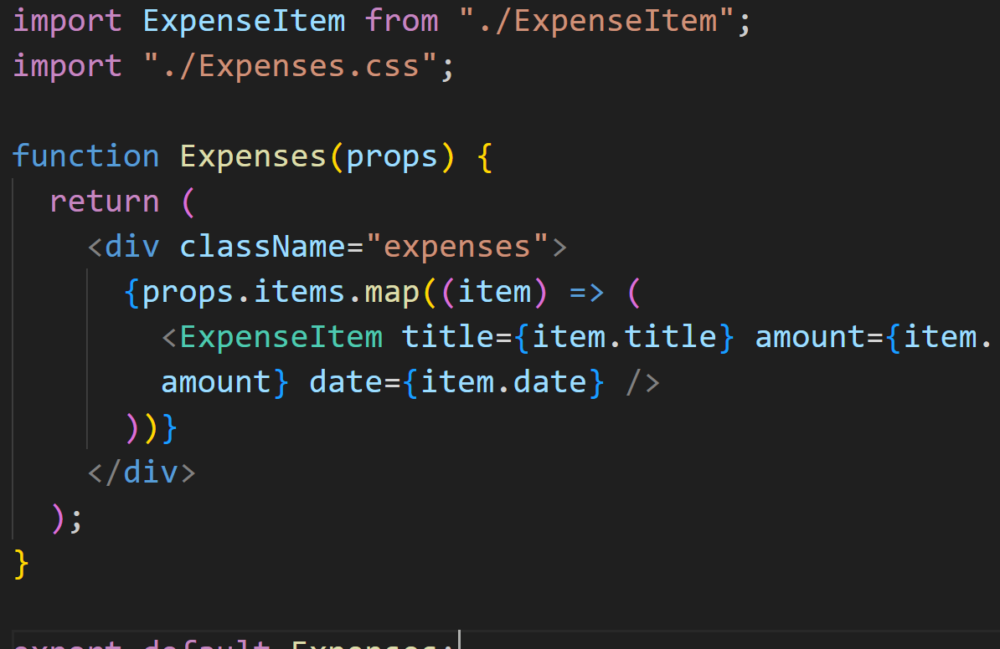 import ExpenseItem from "./ExpenseItem";
import "./Expenses.css";
function Expenses(props) {
return (
<div className="expenses">
{props.items.map((item) => (
<ExpenseItem title={item.title} amount={item.
amount} date={item.date} />
))}
</div>
);
}
export default Expenses;